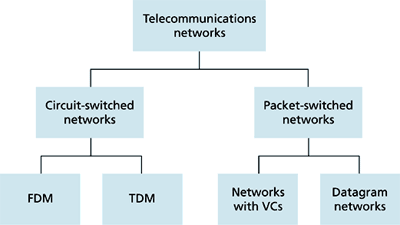 Telecommunications
networks
Circuit-switched
networks
Packet-switched
networks
FDM
TDM
Networks
with VCs
Datagram
networks